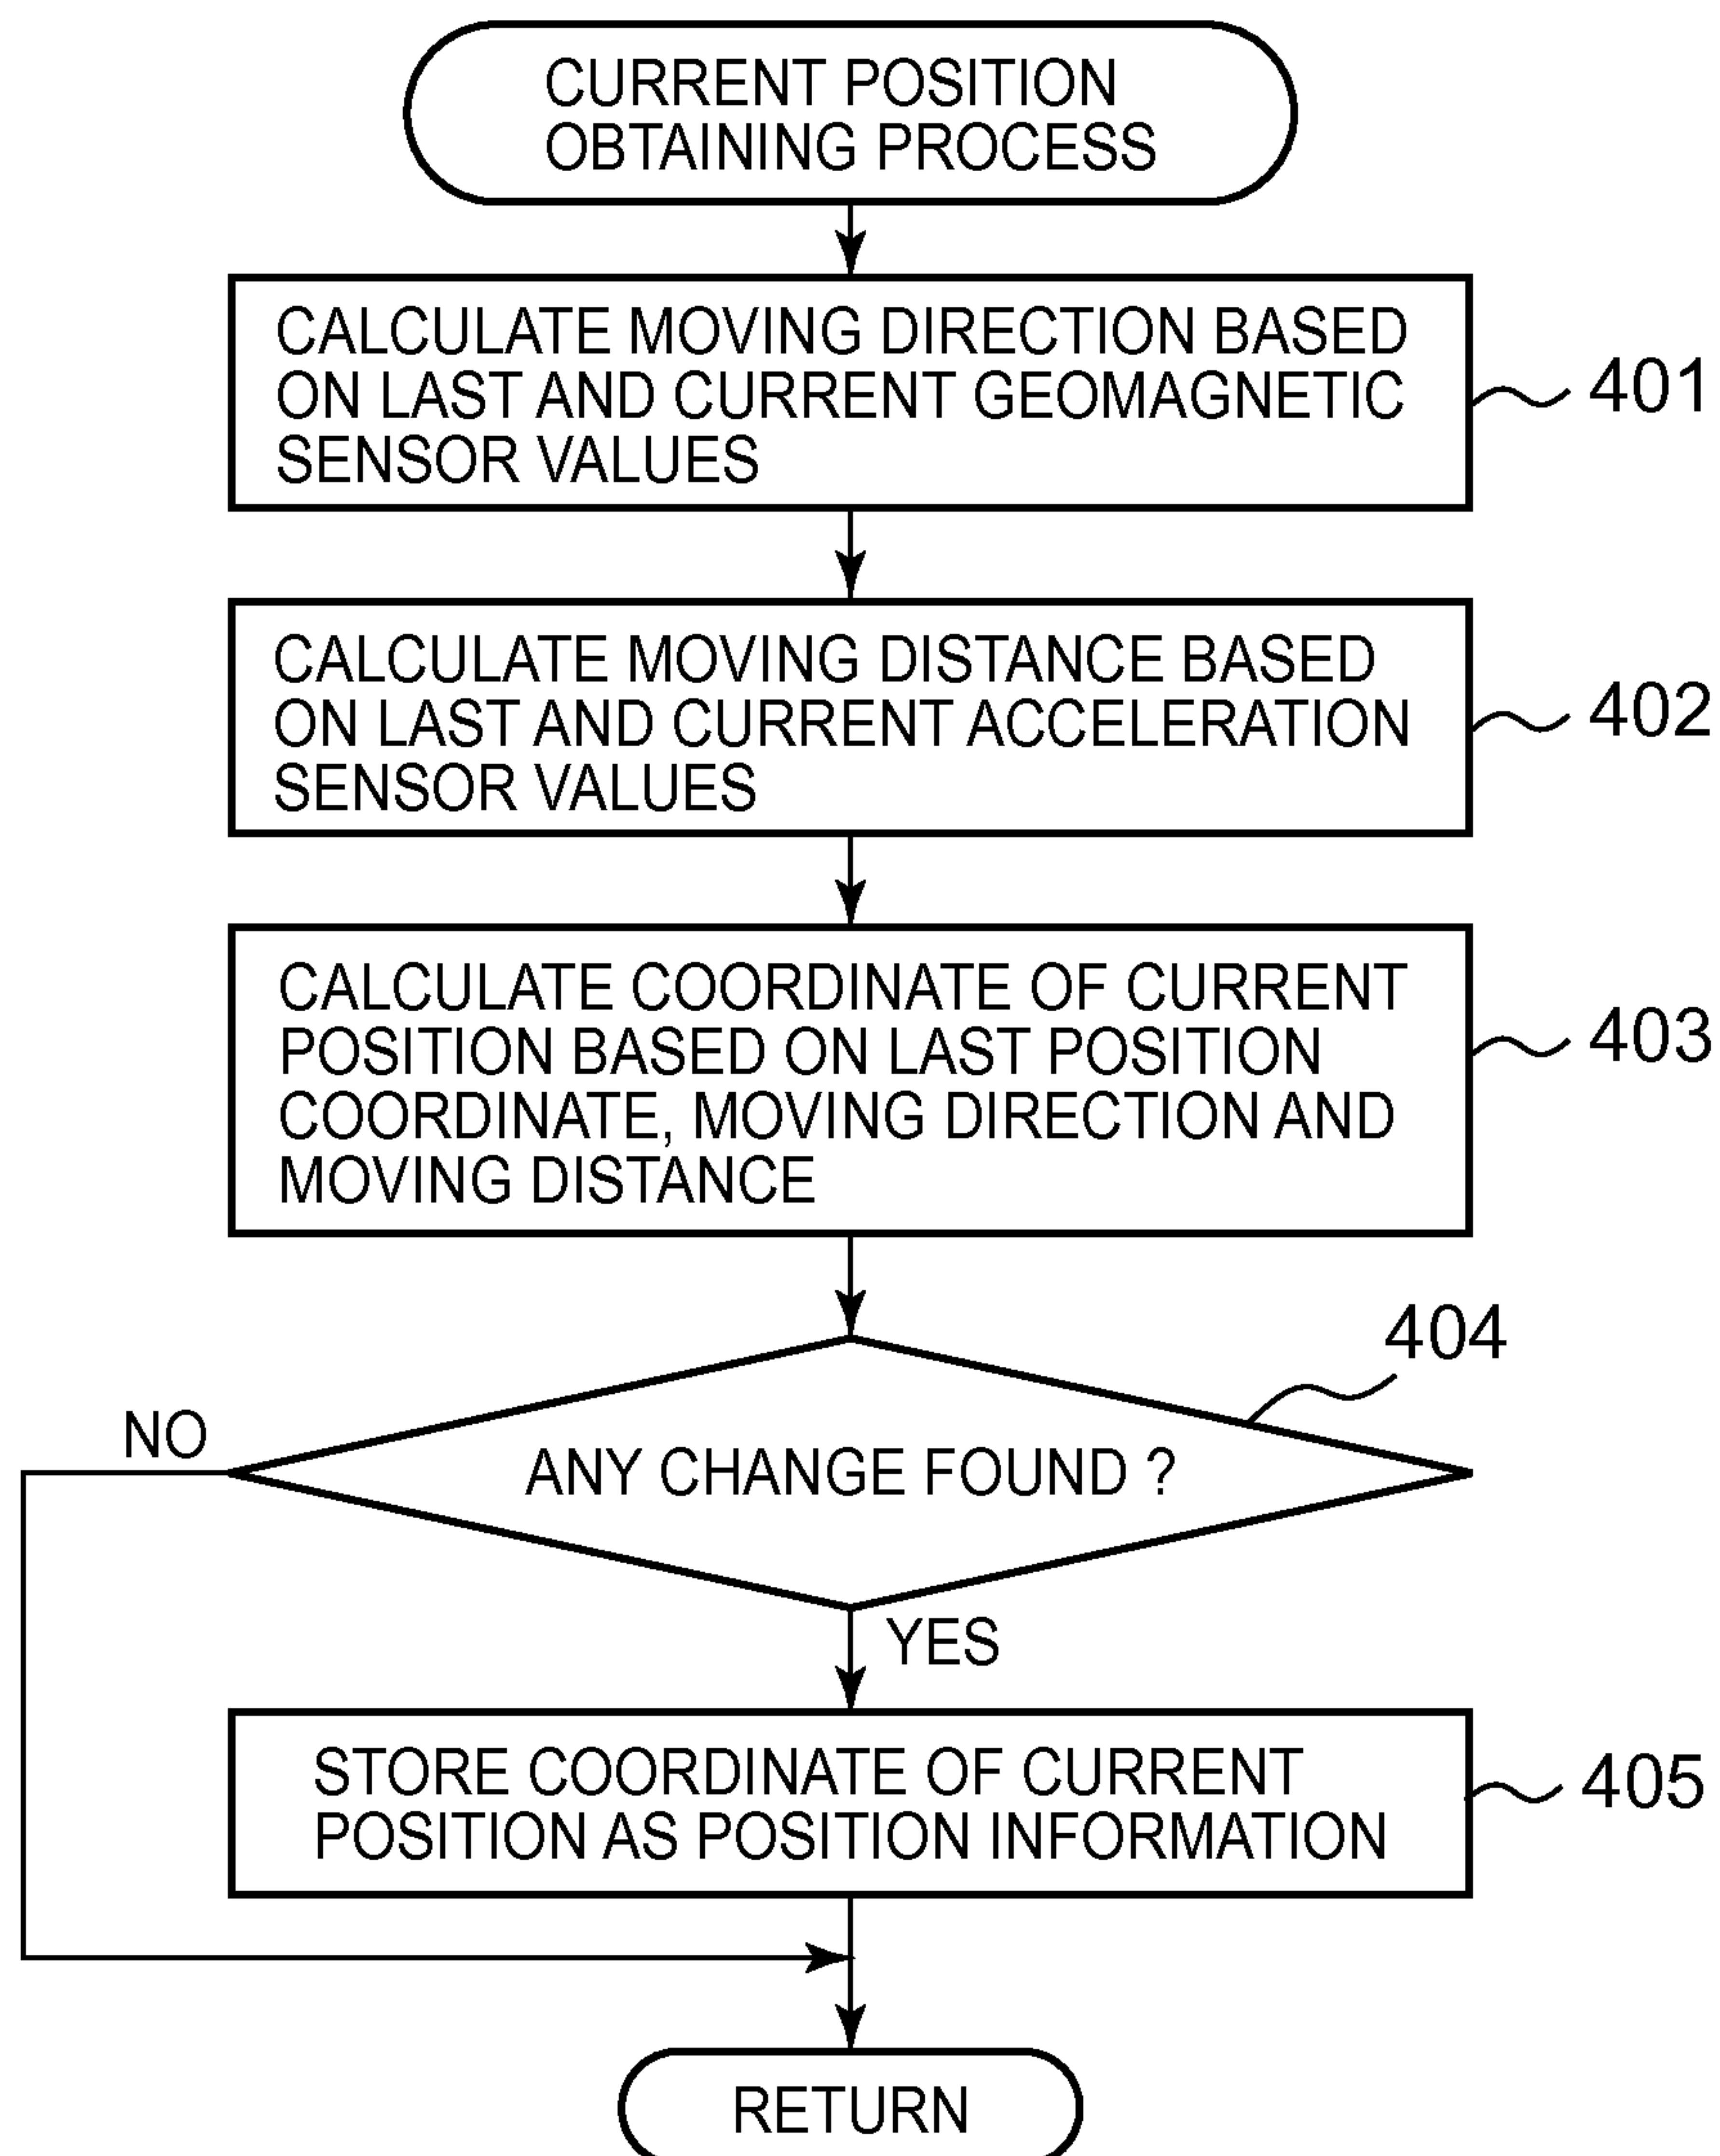 CURRENT POSITION
OBTAINING PROCESS
CALCULATE MOVING DIRECTION BASED
ON LAST AND CURRENT GEOMAGNETIC
SENSOR VALUES
401
CALCULATE MOVING DISTANCE BASED
ON LAST AND CURRENT ACCELERATION
SENSOR VALUES
402
CALCULATE COORDINATE OF CURRENT
POSITION BASED ON LAST POSITION
COORDINATE, MOVING DIRECTION AND
MOVING DISTANCE
403
404
NO
ANY CHANGE FOUND ?
YES
STORE COORDINATE OF CURRENT
POSITION AS POSITION INFORMATION
405
RETURN